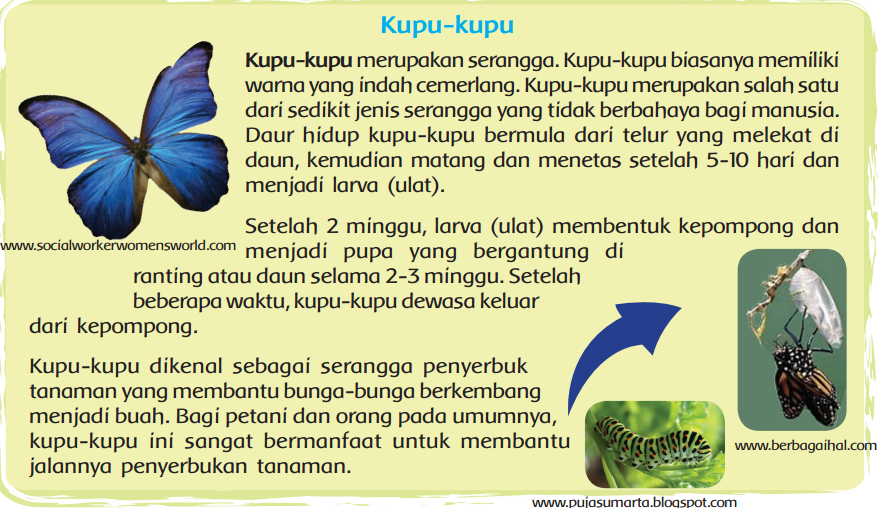 Kupu-kupu
Kupu-kupu merupakan serangga. Kupu-kupu biasanya memiliki
warna yang indah cemerlang. Kupu-kupu merupakan salah satu
dari sedikit jenis serangga yang tidak berbahaya bagi manusia.
Daur hidup kupu-kupu bermula dari telur yang melekat di
daun, kemudian matang dan menetas setelah 5-10 hari dan
menjadi larva (ulat).
www.socialworkerwomensworld.com
Setelah 2 minggu, larva (ulat) membentuk kepompong dan
menjadi pupa yang bergantung di
ranting atau daun selama 2-3 minggu. Setelah
beberapa waktu, kupu-kupu dewasa keluar
dari kepompong.
Kupu-kupu dikenal sebagai serangga penyerbuk
tanaman yang membantu bunga-bunga berkembang
menjadi buah. Bagi petani dan orang pada umumnya,
kupu-kupu ini sangat bermanfaat untuk membantu
jalannya penyerbukan tanaman.
www.berbagaihal.com
www.pujasumarta.blogspot.com